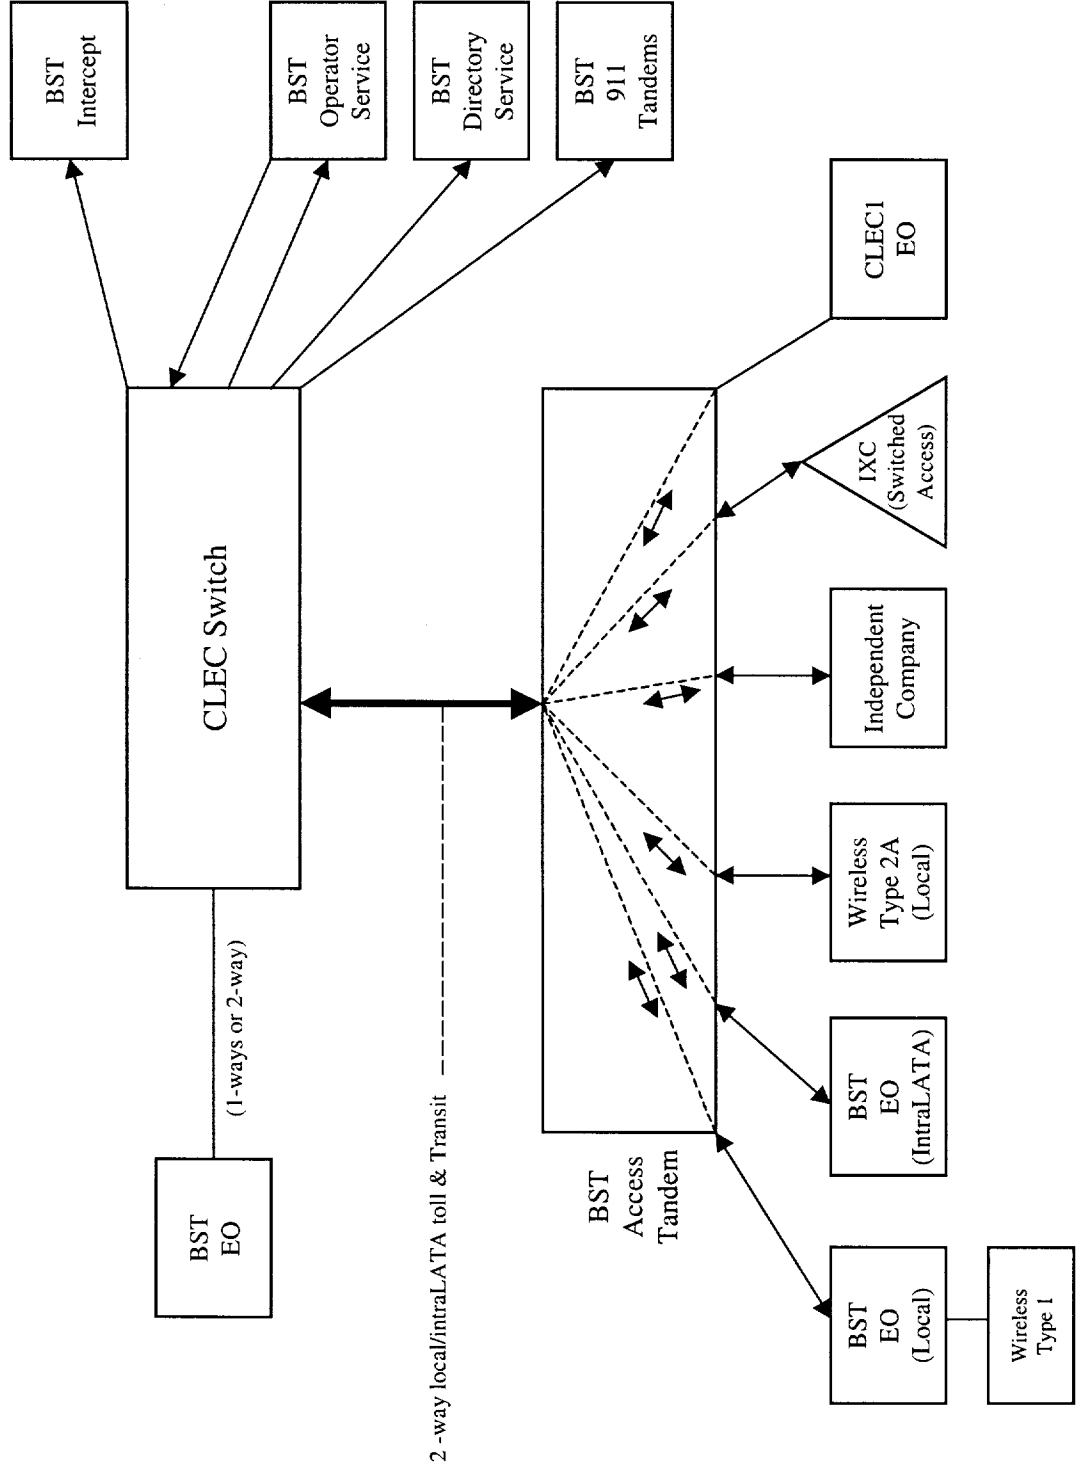 BST
Intercept
BST
Operator
Service
BST
Directory
Service
BST
911
Tandems
CLEC Switch
BST
EO
(1-ways or 2-way)
2 -way local/intraLATA toll & Transit
BST
Access
Tandem
BST
EO
(Local)
BST
EO
(IntraLATA)
Wireless
Type 2A
(Local)
Independent
Company
IXC
(Switched
Access)
CLEC1
EO
Wireless
Type 1